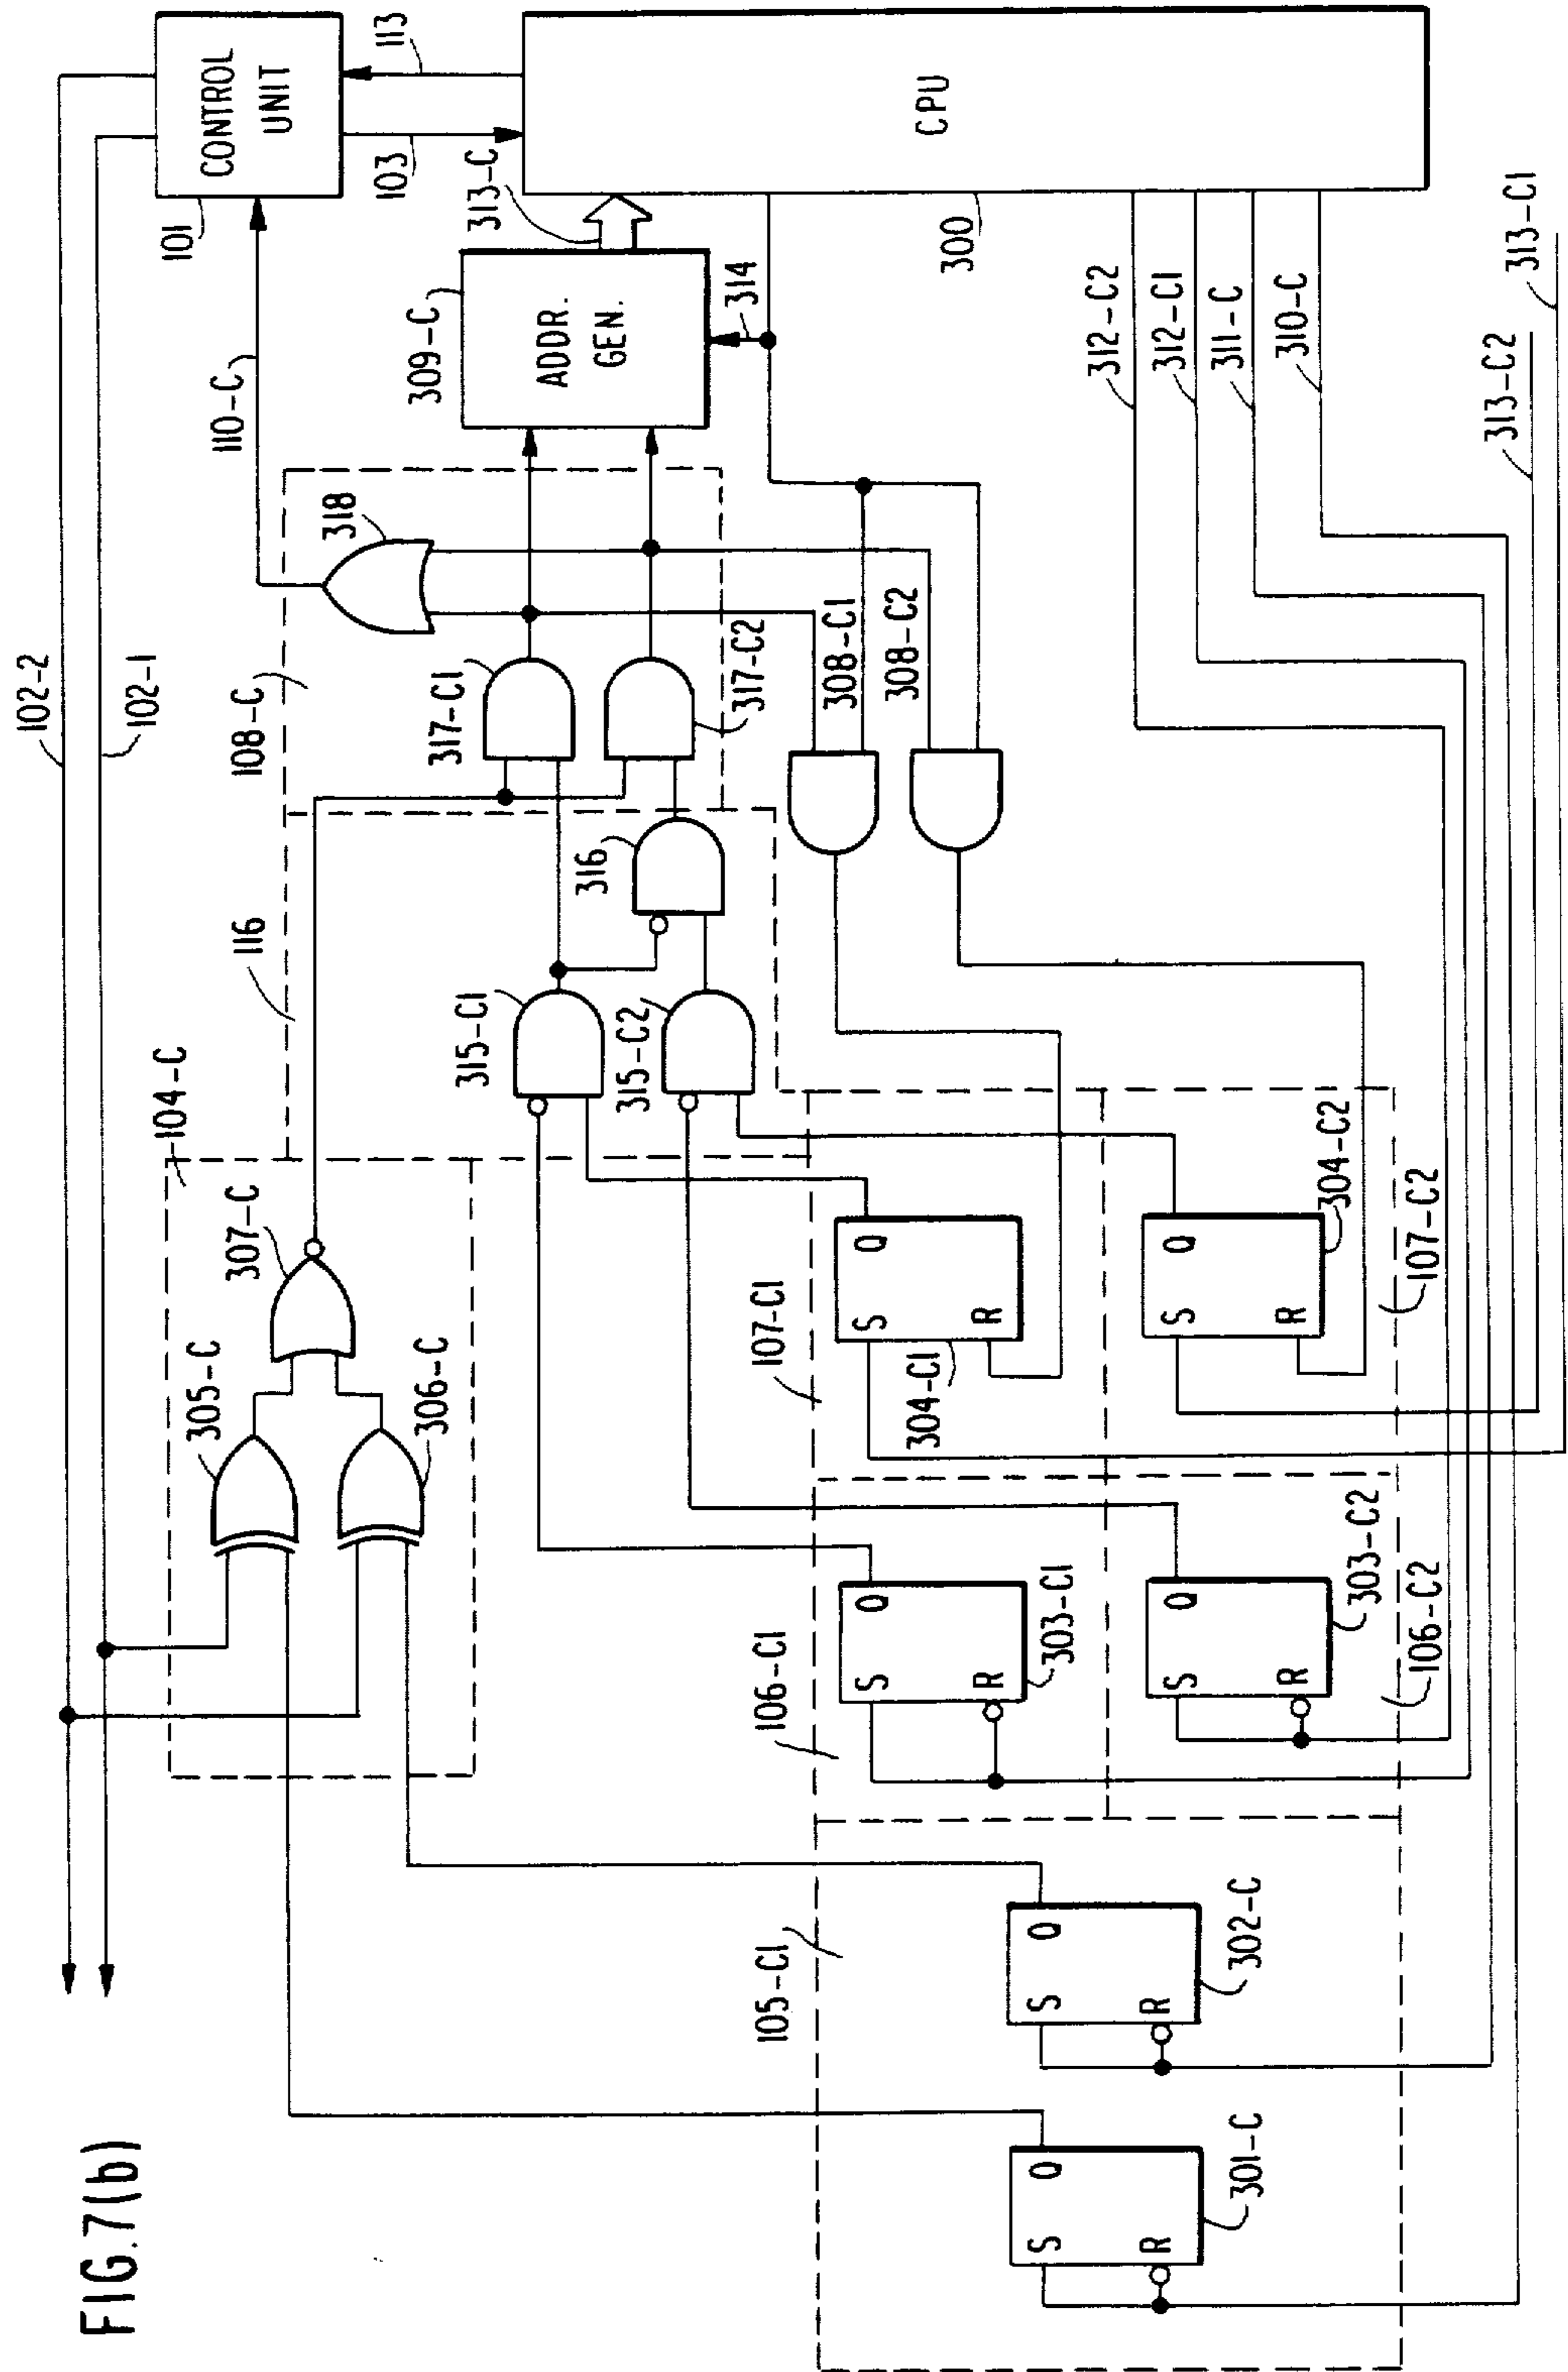 FIG.7(b)
102-2
102-1
CONTROL
UNIT
101
113
103
110-C
313-C
309-C
ADDR.
GEN.
314
CPU
300
108-C
318
317-C1
317-C2
308-C1
308-C2
116
316
315-C1
315-C2
104-C
307-C
305-C
306-C
312-C2
312-C1
311-C
310-C
313-C2
313-C1
107-C1
S
Q
R
304-C1
S
Q
R
304-C2
107-C2
106-C1
S
Q
R
303-C1
S
Q
R
303-C2
106-C2
105-C1
S
Q
R
302-C
S
Q
R
301-C